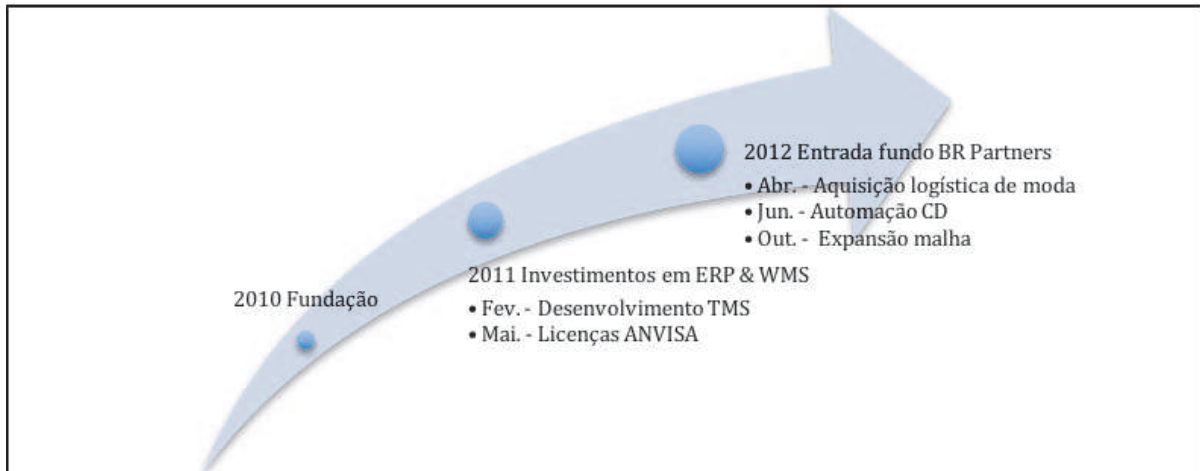 2010 Fundação
2011 Investimentos em ERP & WMS
• Fev. - Desenvolvimento TMS
• Mai. - Licenças ANVISA
2012 Entrada fundo BR Partners
• Abr. - Aquisição logística de moda
• Jun. - Automação CD
• Out. - Expansão malha